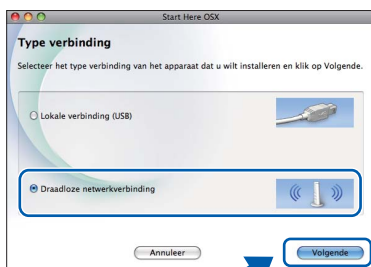 Start Here OSX
Type verbinding
Selecteer het type verbinding van het apparaat dat u wilt installeren en klik op Volgende.
Lokale verbinding (USB)
Draadloze netwerkverbinding
Annuleer
Volgende